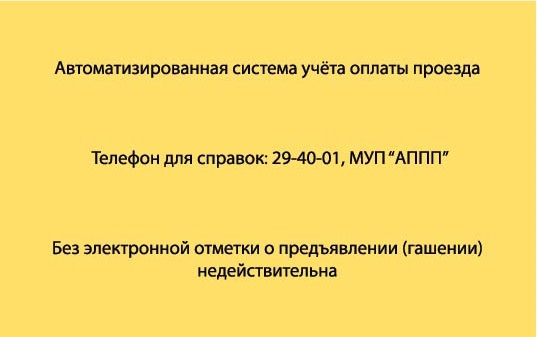 Автоматизированная система учёта оплаты проезда
Телефон для справок: 29-40-01, МУП “АППП”
Без электронной отметки о предъявлении (гашении)
недействительна